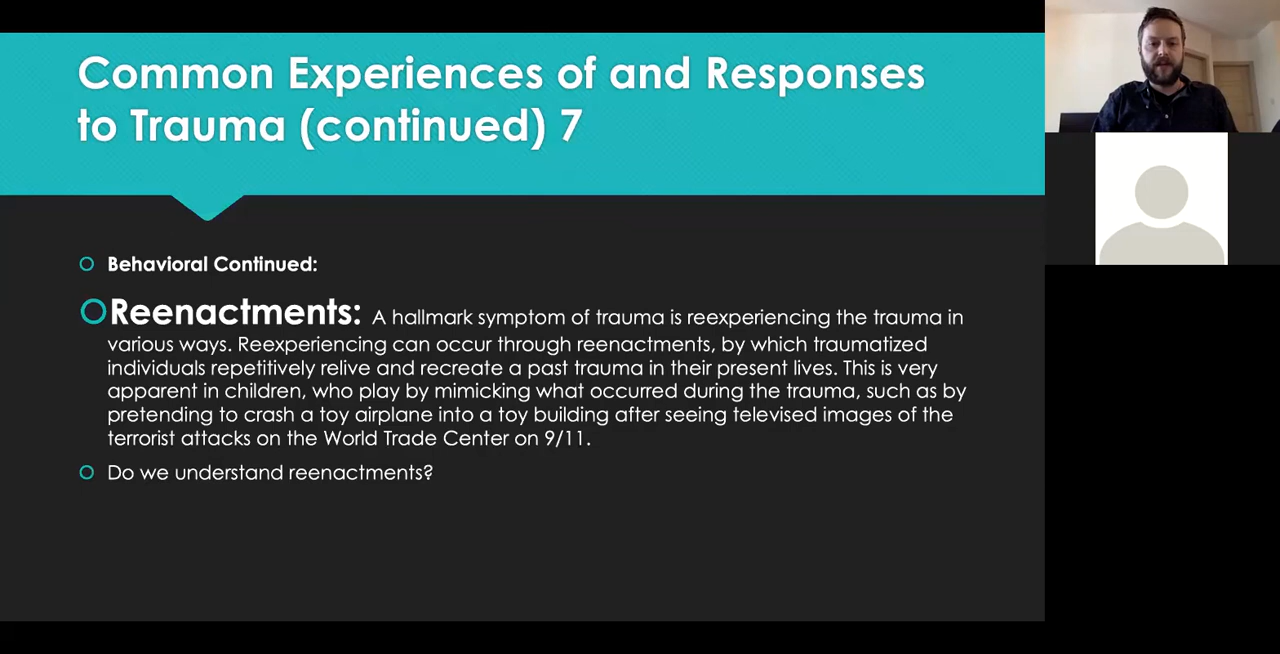 Common Experiences of and Responses
to Trauma (continued) 7
Behavioral Continued:
Reenactments: A hallmark symptom of trauma is reexperiencing the trauma in
various ways. Reexperiencing can occur through reenactments, by which traumatized
individuals repetitively relive and recreate a past trauma in their present lives. This is very
apparent in children, who play by mimicking what occurred during the trauma, such as by
pretending to crash a toy airplane into a toy building after seeing televised images of the
terrorist attacks on the World Trade Center on 9/11.
Do we understand reenactments?